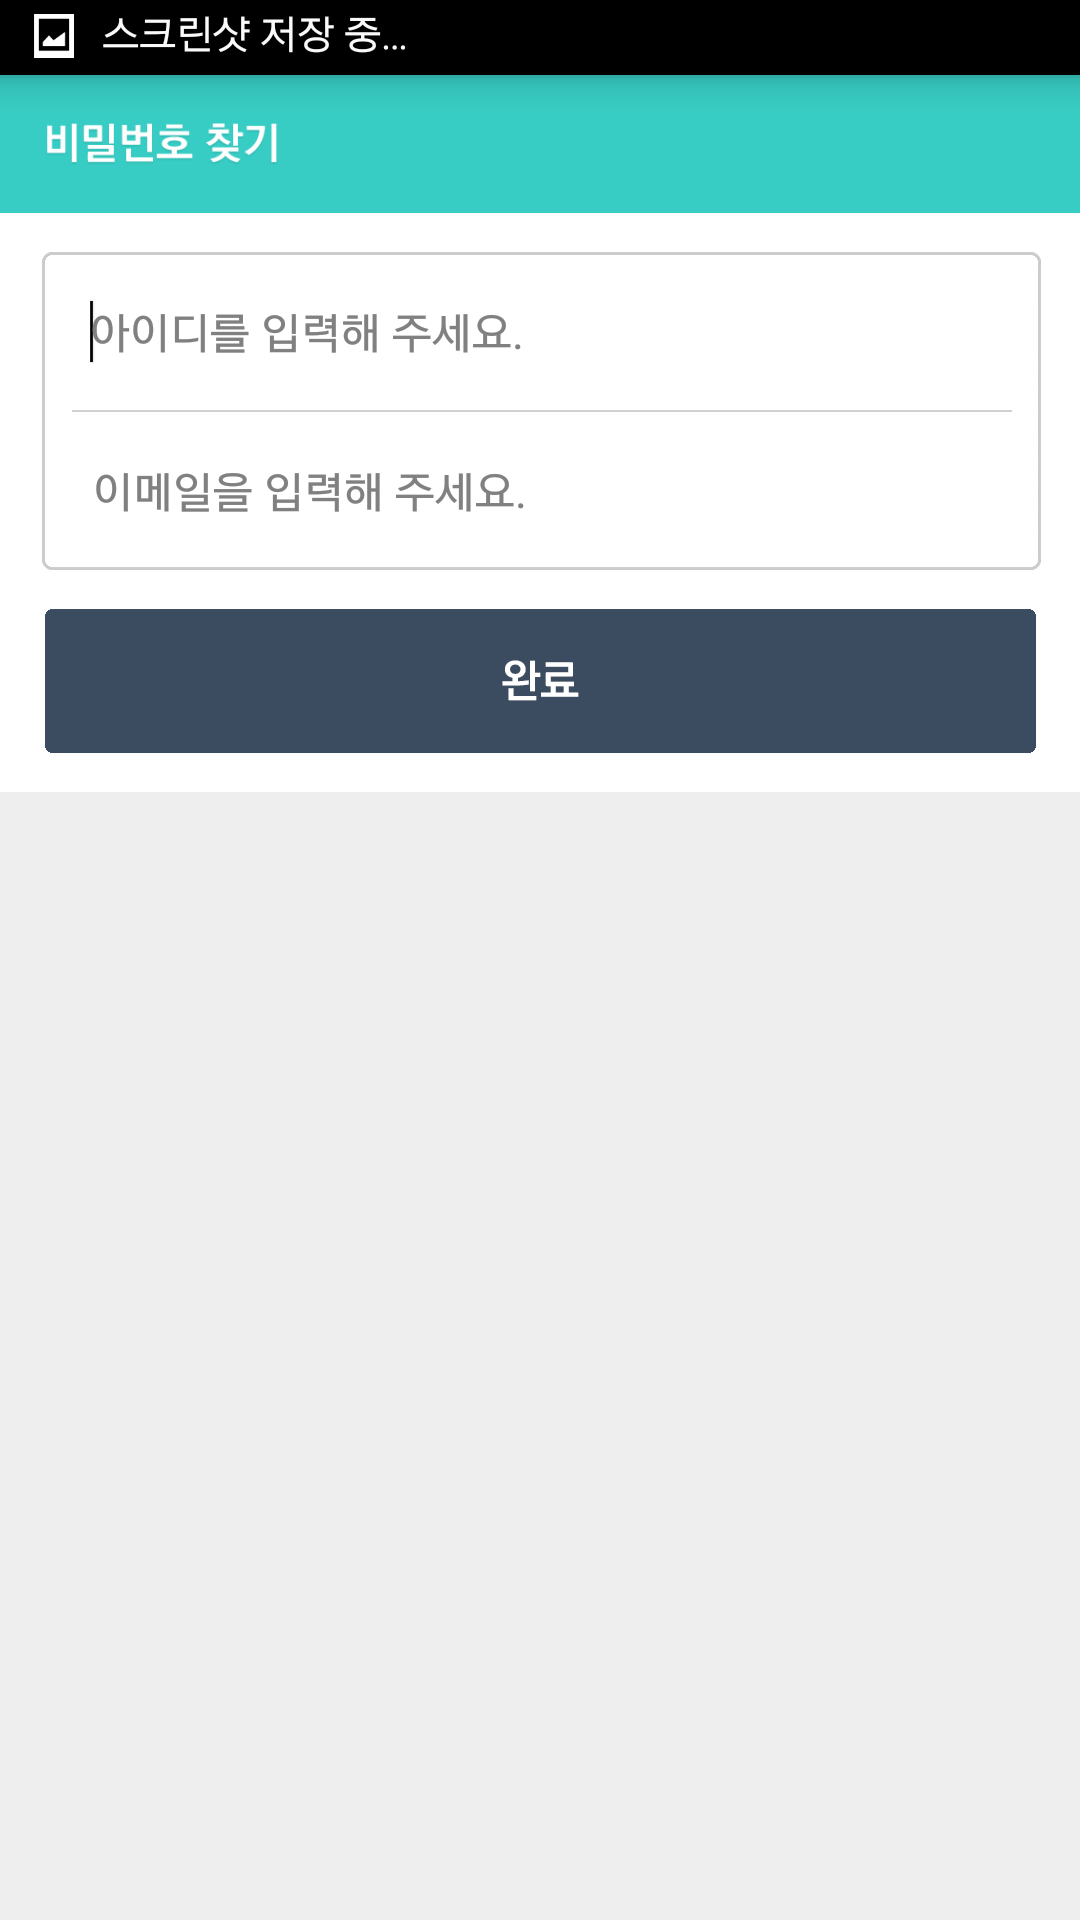 스크린샷 저장 중...
비밀번호 찾기
아이디를 입력해 주세요.
이메일을 입력해 주세요.
완료